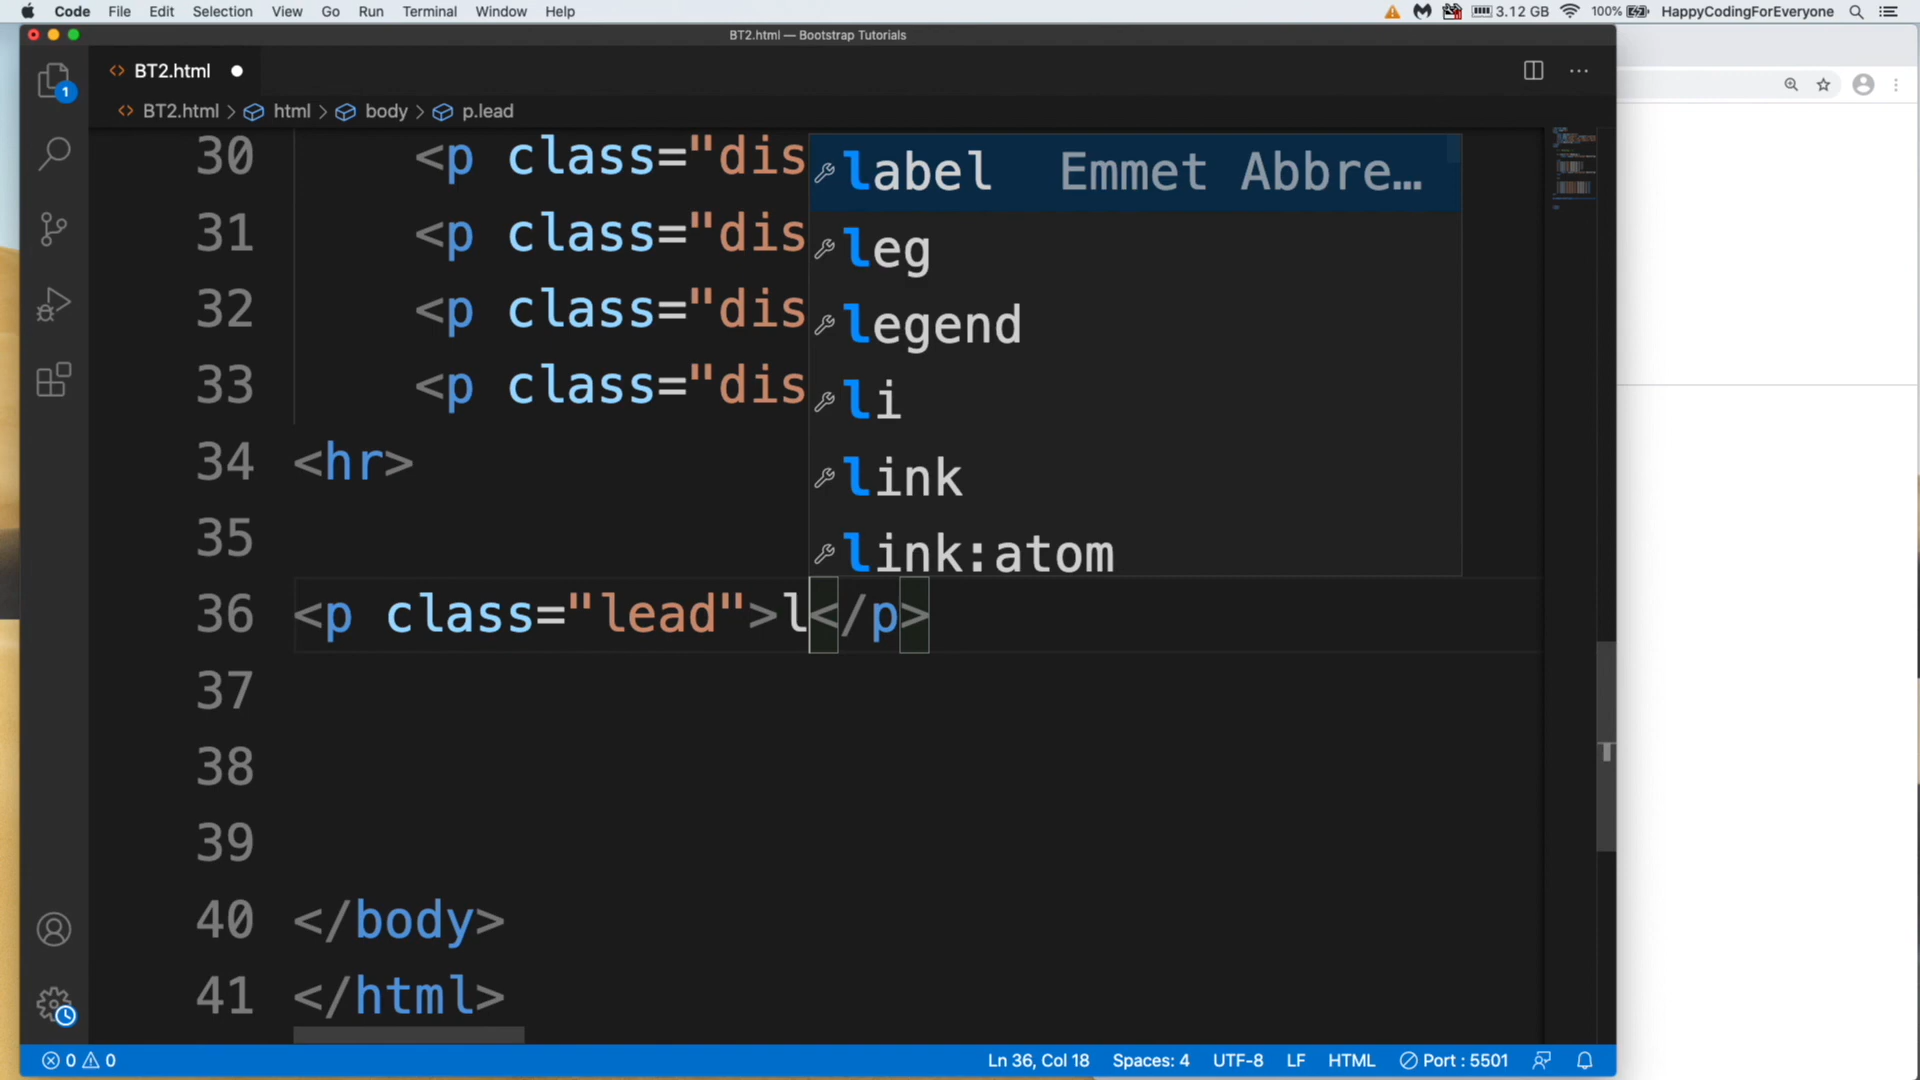 Code File Edit Selection View Go Run Terminal Window Help 3.12 GB 100% HappyCodingForEveryone
BT2.html — Bootstrap Tutorials
1 <> BT2.html
<> BT2.html > html > body > p.lead
30 <p class="dis
31 <p class="dis
32 <p class="dis
33 <p class="dis
label Emmet Abbre…
leg
legend
li
link
link:atom
34 <hr>
35
36 <p class="lead">l</p>
37
38
39
40 </body>
41 </html>
0 0 Ln 36, Col 18 Spaces: 4 UTF-8 LF HTML Port : 5501